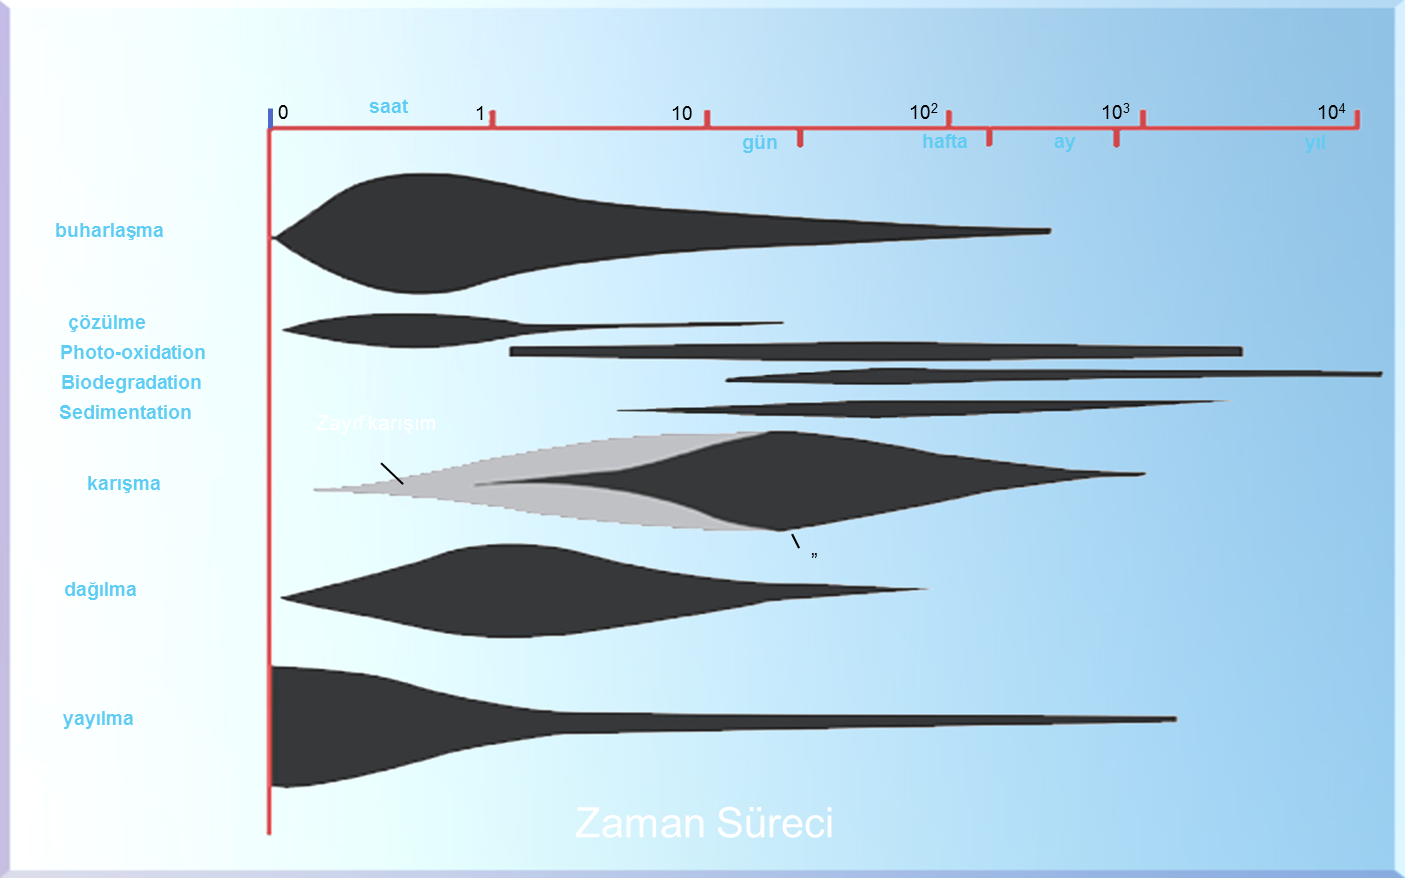 0 saat 1 10 10² 10³ 10⁴
gün hafta ay yıl
buharlaşma
çözülme
Photo-oxidation
Biodegradation
Sedimentation
Zayıf karışım
karışma
”
dağılma
yayılma
Zaman Süreci